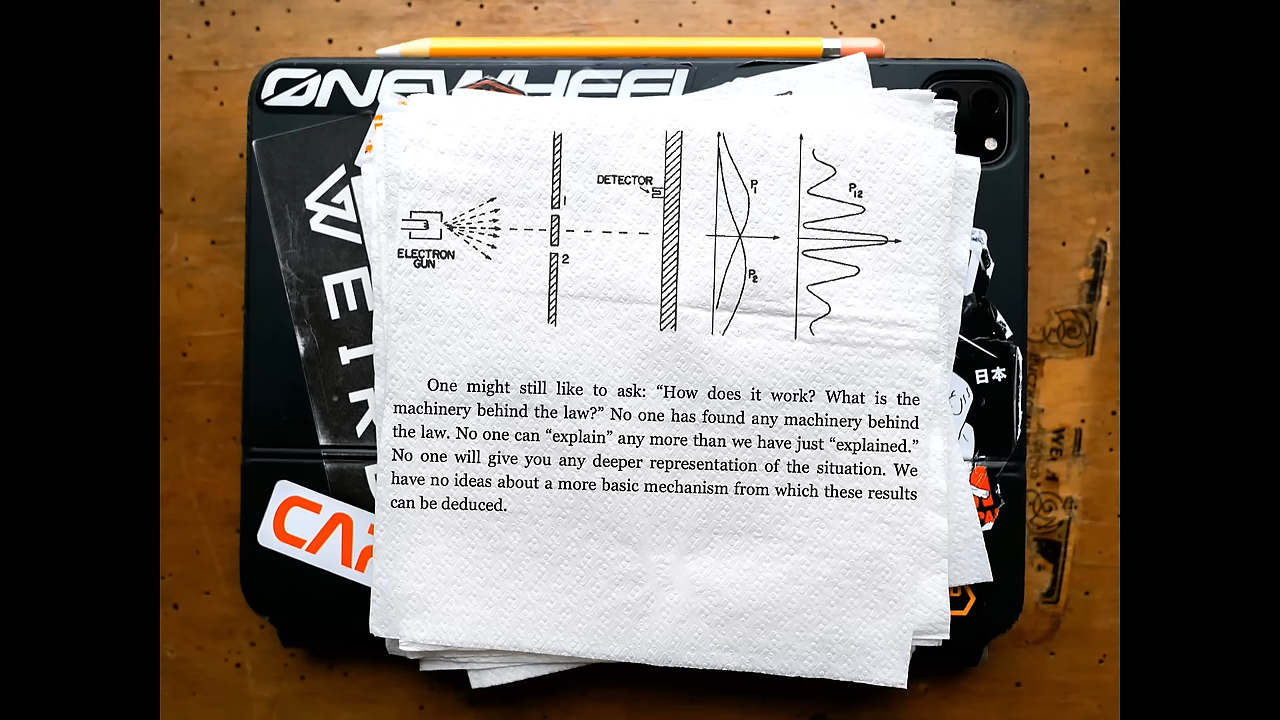 ONEWHEEL
DETECTOR
1
P1
P12
ELECTRON
GUN
2
P2
日本
One might still like to ask: “How does it work? What is the
machinery behind the law?” No one has found any machinery behind
the law. No one can “explain” any more than we have just “explained.”
No one will give you any deeper representation of the situation. We
have no ideas about a more basic mechanism from which these results
can be deduced.